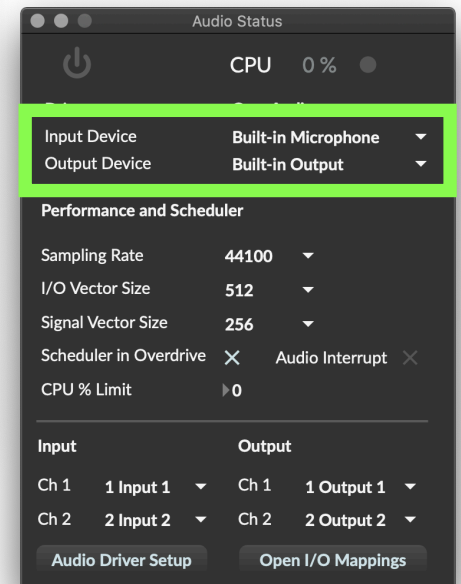 Audio Status
CPU 0 %
Input Device Built-in Microphone
Output Device Built-in Output
Performance and Scheduler
Sampling Rate 44100
I/O Vector Size 512
Signal Vector Size 256
Scheduler in Overdrive Audio Interrupt
CPU % Limit 0
Input Output
Ch 1 1 Input 1 Ch 1 1 Output 1
Ch 2 2 Input 2 Ch 2 2 Output 2
Audio Driver Setup Open I/O Mappings